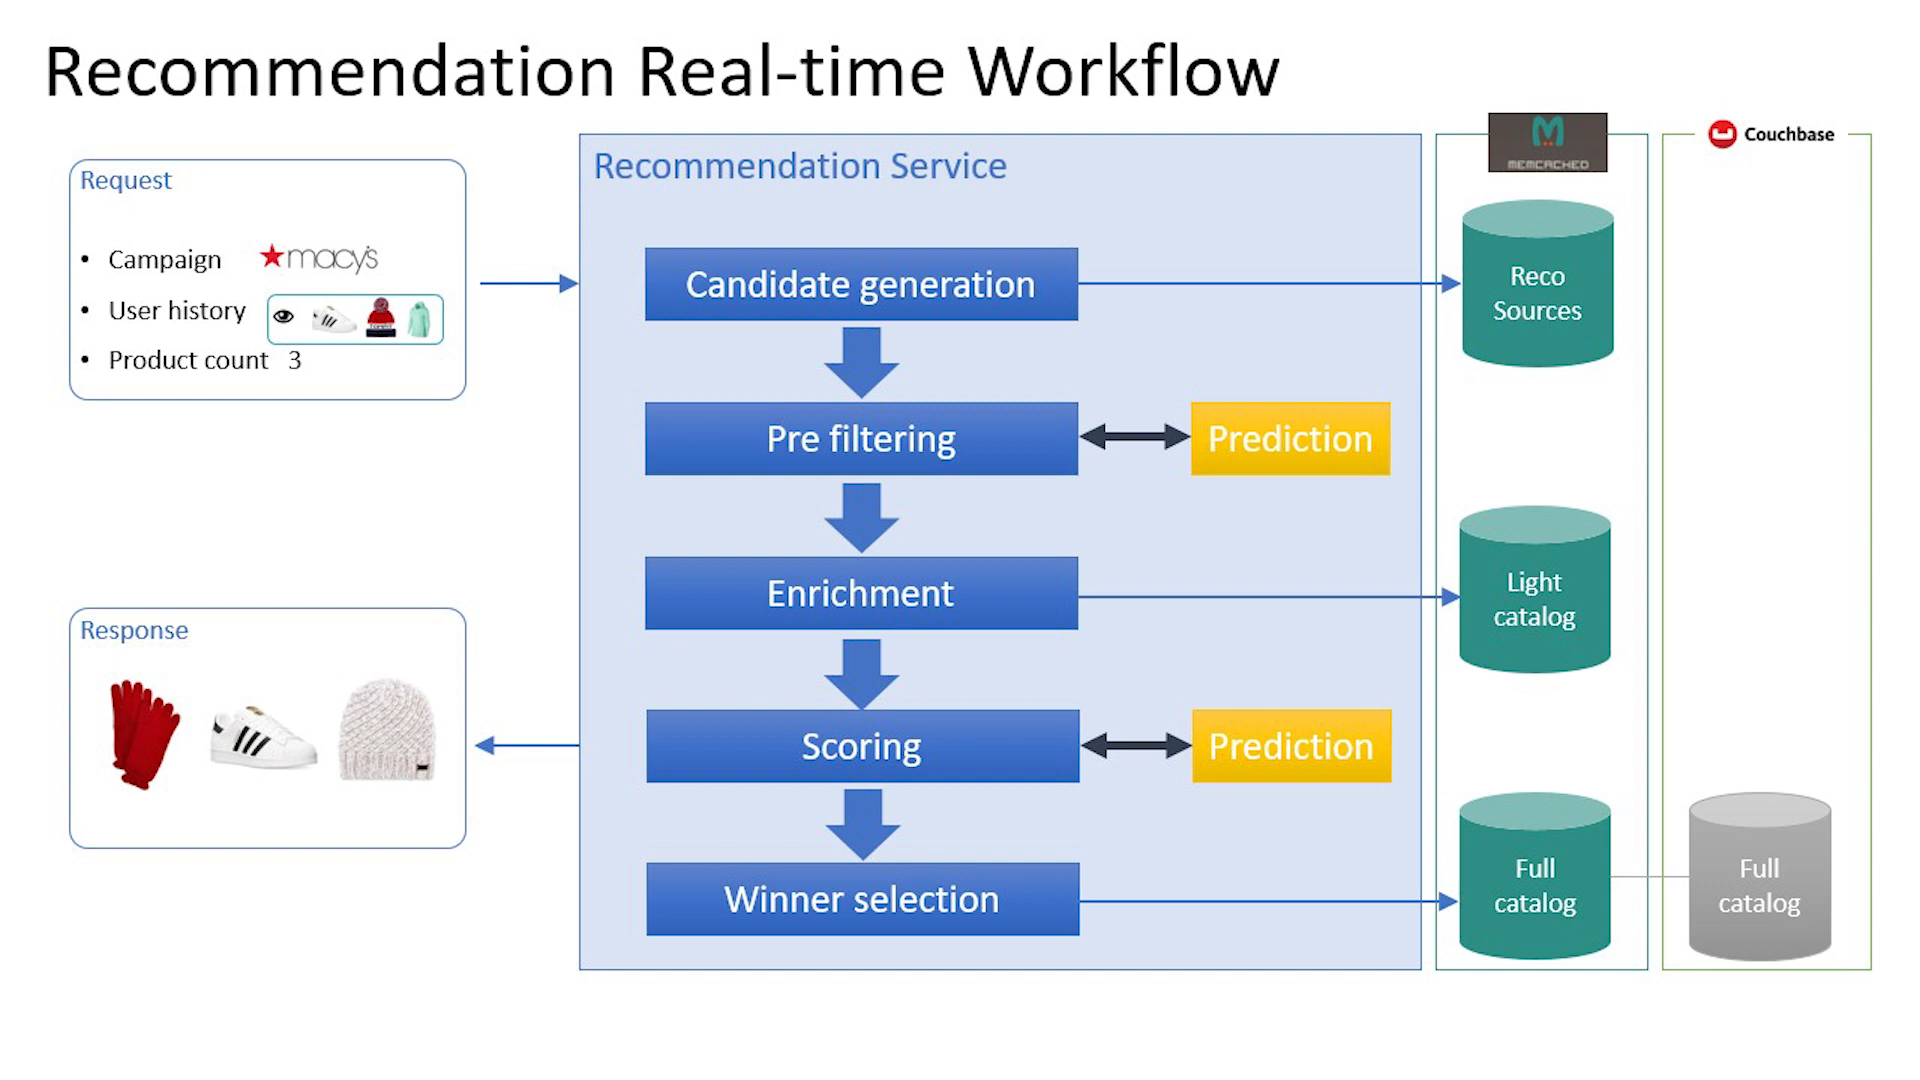 Recommendation Real-time Workflow
Request
• Campaign ★macy's
• User history
• Product count 3
Response
Recommendation Service
Candidate generation
Pre filtering
Prediction
Enrichment
Scoring
Prediction
Winner selection
MEMCACHED
Reco
Sources
Light
catalog
Full
catalog
Couchbase
Full
catalog